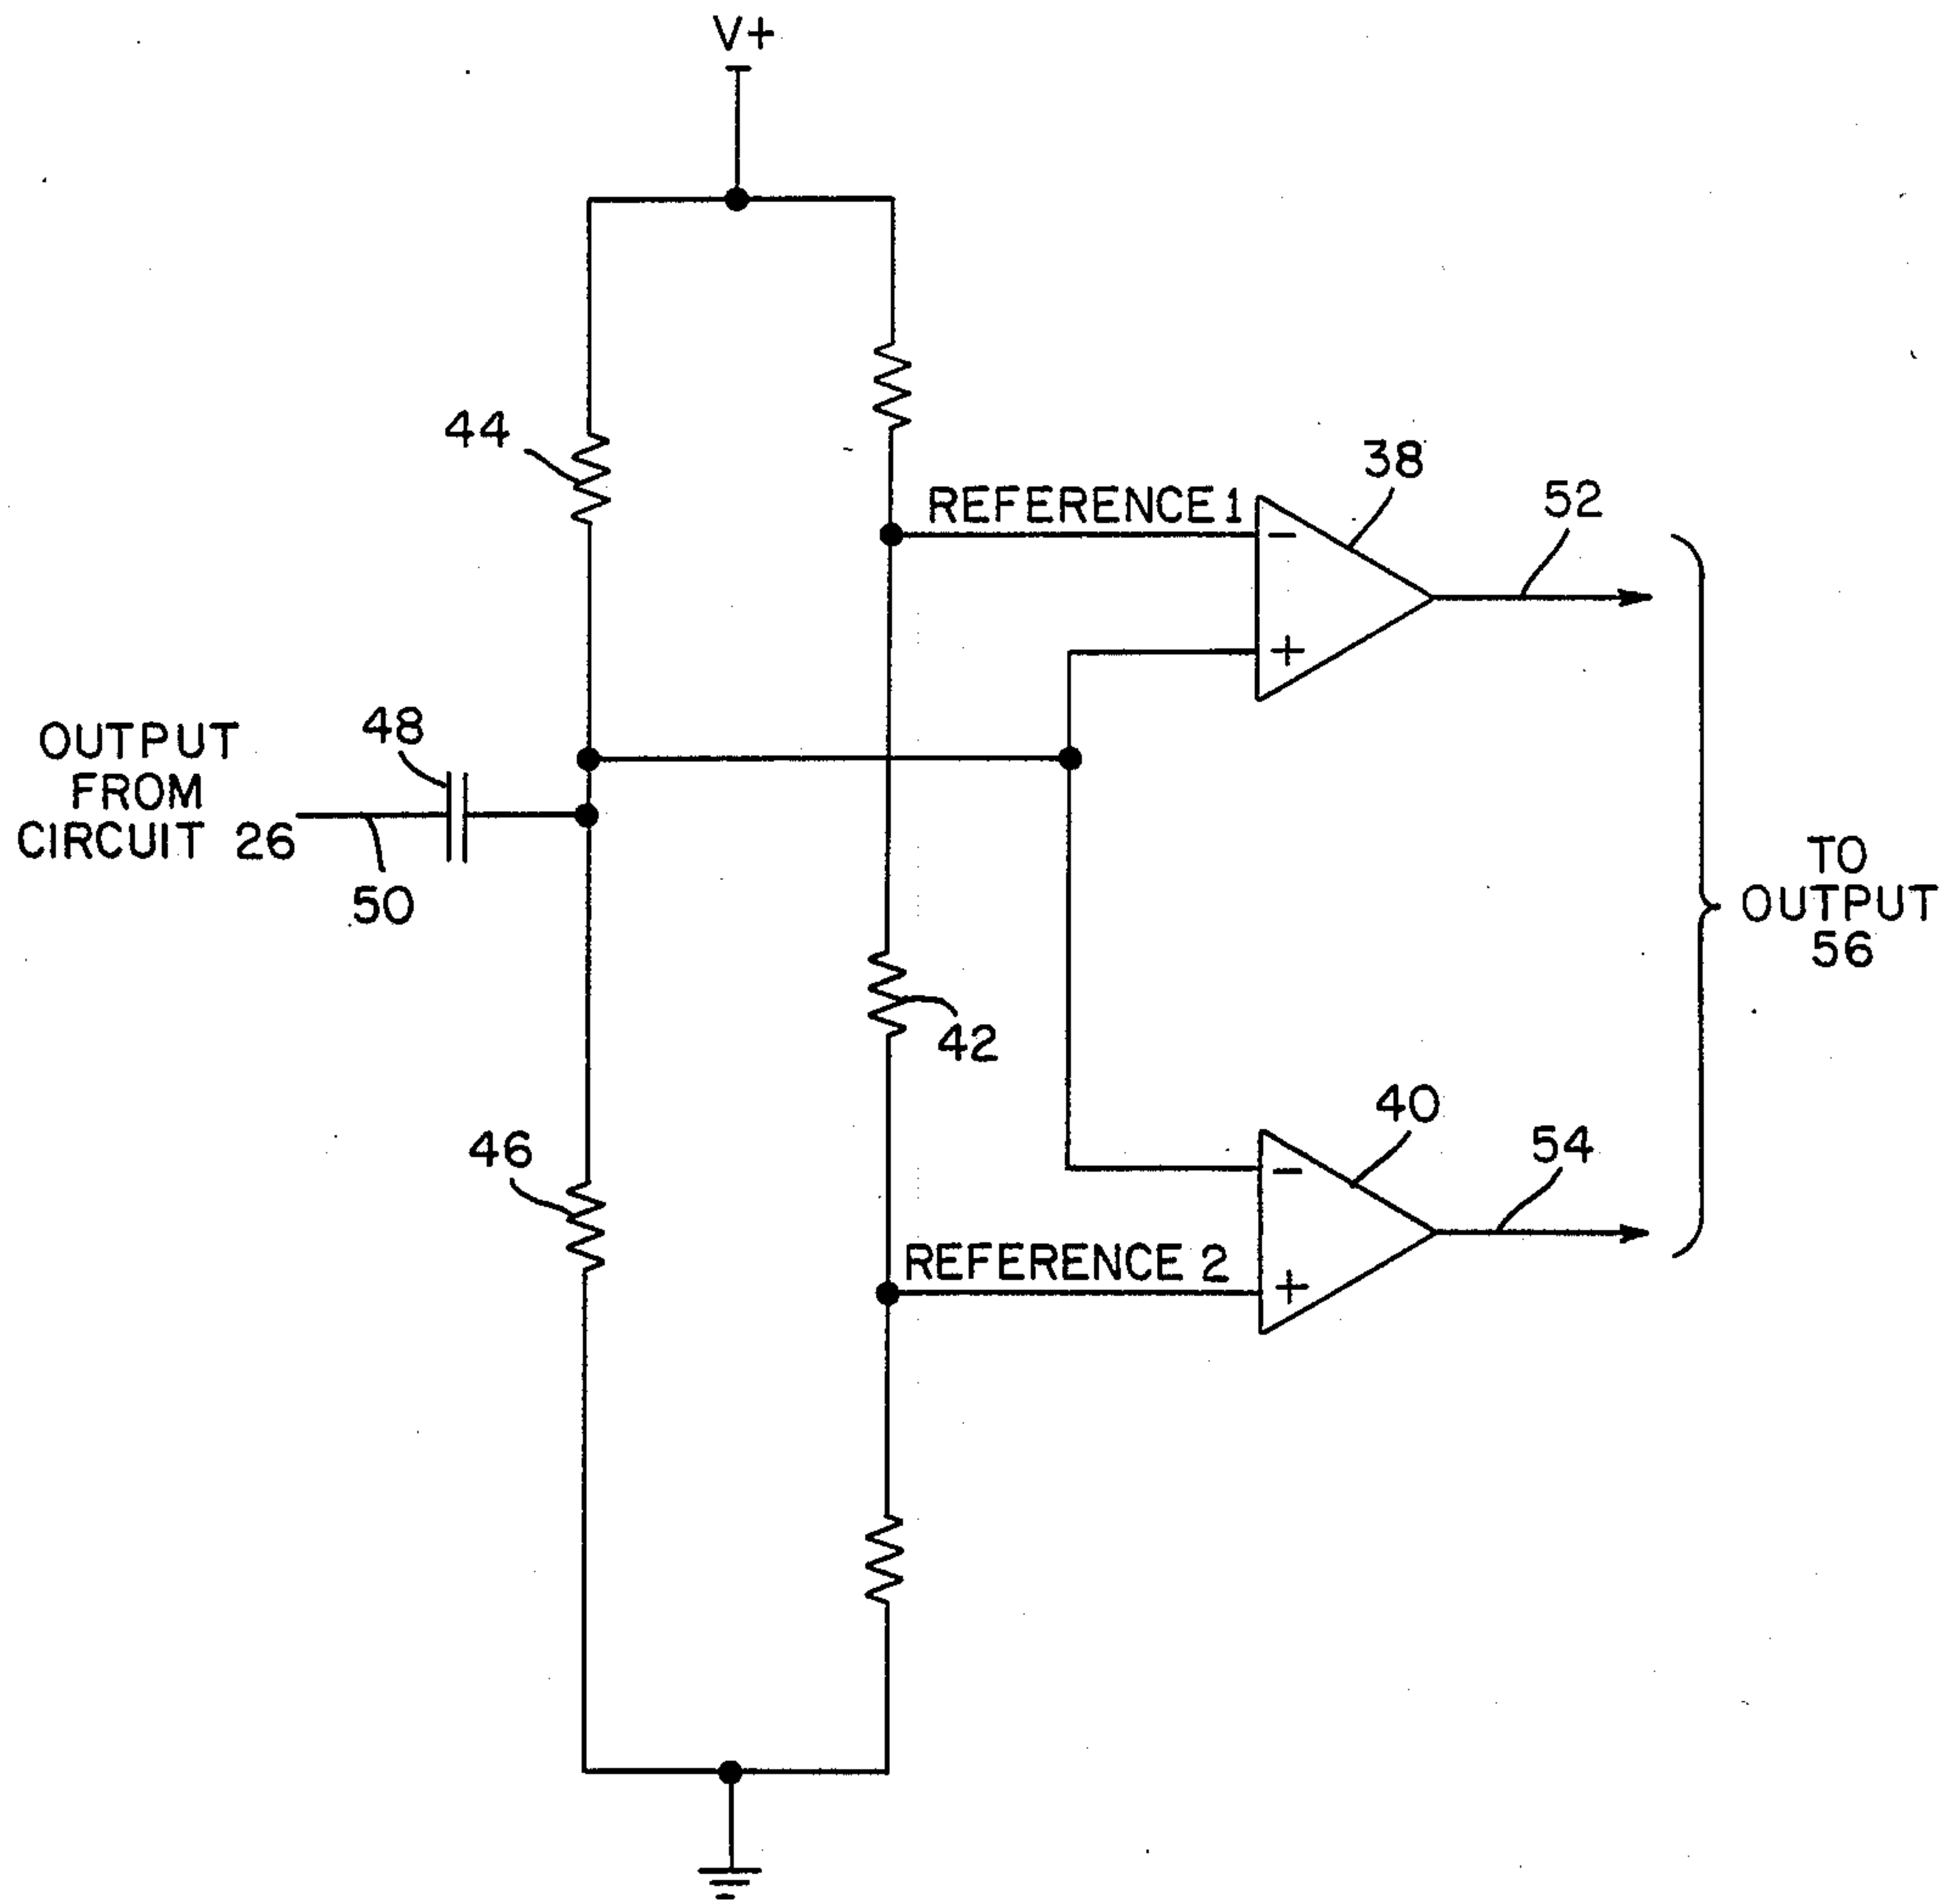 V+
44
REFERENCE 1
38
52
-
+
OUTPUT
FROM
CIRCUIT 26
48
50
TO
OUTPUT
56
42
46
40
54
-
REFERENCE 2
+